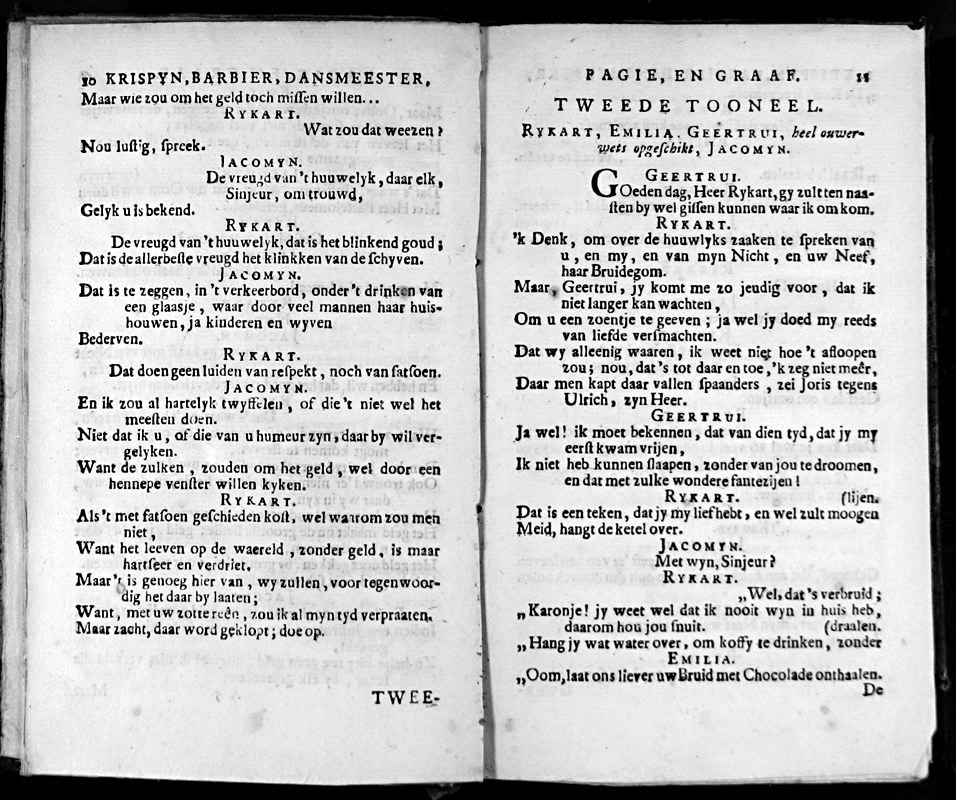 10 KRISPYN, BARBIER, DANSMEESTER,
Maar wie zou om het geld toch missen willen...
RYKART.
Wat zou dat weezen?
Nou lustig, spreek.
JACOMYN.
De vreugd van 't huuwelyk, daar elk,
Sinjeur, om trouwd,
Gelyk u is bekend.
RYKART.
De vreugd van 't huuwelyk, dat is het blinkend goud;
Dat is de allerbeste vreugd het klinkken van de schyven.
JACOMYN.
Dat is te zeggen, in 't verkeerbord, onder 't drinken van
een glaasje, waar door veel mannen haar huis-
houwen, ja kinderen en wyven
Bederven.
RYKART.
Dat doen geen luiden van respekt, noch van fatsoen.
JACOMYN.
En ik zou al hartelyk twyffelen, of die 't niet wel het
meesten doen.
Niet dat ik u, of die van u humeur zyn, daar by wil ver-
gelyken.
Want de zulken, zouden om het geld, wel door een
hennepe venster willen kyken.
RYKART.
Als 't met fatsoen geschieden kost, wel waarom zou men
niet,
Want het leeven op de waereld, zonder geld, is maar
hartseer en verdriet.
Maar 't is genoeg hier van, wy zullen, voor tegenwoor-
dig het daar by laaten;
Want, met uw zotte reên, zou ik al myn tyd verpraaten.
Maar zacht, daar word geklopt; doe op.
TWEE-
PAGIE, EN GRAAF. 11
TWEEDE TOONEEL.
RYKART, EMILIA. GEERTRUI, heel ouwer-
wets opgeschikt, JACOMYN.
GEERTRUI.
GOeden dag, Heer Rykart, gy zult ten naa-
sten by wel gissen kunnen waar ik om kom.
RYKART.
'k Denk, om over de huuwlyks zaaken te spreken van
u, en my, en van myn Nicht, en uw Neef,
haar Bruidegom.
Maar, Geertrui, jy komt me zo jeudig voor, dat ik
niet langer kan wachten,
Om u een zoentje te geeven; ja wel jy doed my reeds
van liefde versmachten.
Dat wy alleenig waaren, ik weet niet hoe 't afloopen
zou; nou, dat 's tot daar en toe, 'k zeg niet meêr,
Daar men kapt daar vallen spaanders, zei Joris tegens
Ulrich, zyn Heer.
GEERTRUI.
Ja wel! ik moet bekennen, dat van dien tyd, dat jy my
eerst kwam vrijen,
Ik niet heb kunnen slaapen, zonder van jou te droomen,
en dat met zulke wondere fantezijen!
RYKART. (lijen.
Dat is een teken, dat jy my lief hebt, en wel zult moogen
Meid, hangt de ketel over.
JACOMYN.
Met wyn, Sinjeur?
RYKART.
„Wel, dat 's verbruid;
„Karonje! jy weet wel dat ik nooit wyn in huis heb,
daarom hou jou snuit. (draalen.
„Hang jy wat water over, om koffy te drinken, zonder
EMILIA.
„Oom, laat ons liever uw Bruid met Chocolade onthaalen.
De